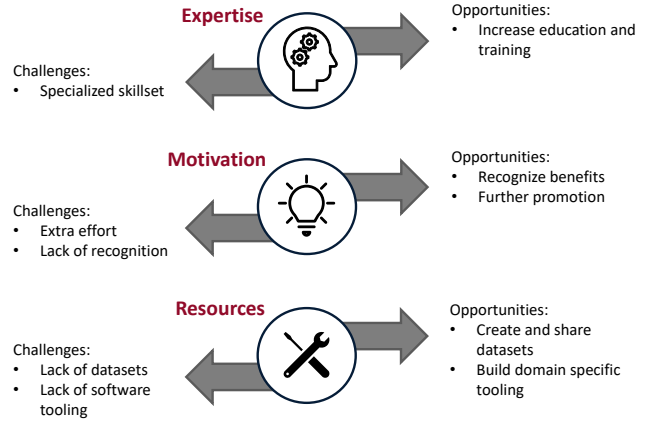 Expertise
Opportunities:
• Increase education and
training
Challenges:
• Specialized skillset
Motivation
Opportunities:
• Recognize benefits
• Further promotion
Challenges:
• Extra effort
• Lack of recognition
Resources
Opportunities:
• Create and share
datasets
• Build domain specific
tooling
Challenges:
• Lack of datasets
• Lack of software
tooling